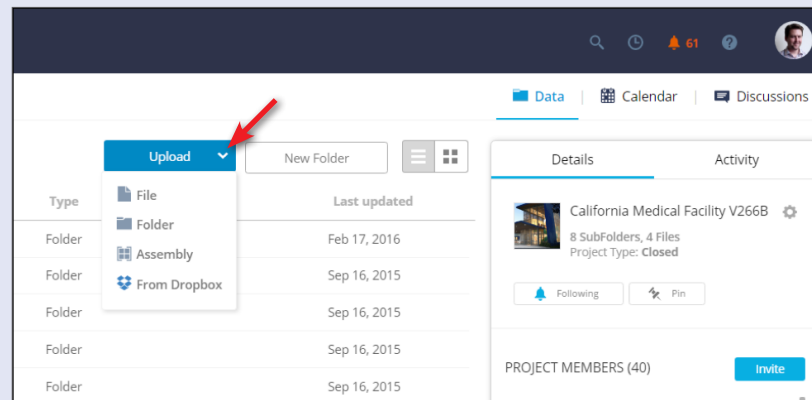 61
Data
Calendar
Discussions
Upload
New Folder
File
Folder
Assembly
From Dropbox
Type
Last updated
Folder
Feb 17, 2016
Folder
Sep 16, 2015
Folder
Sep 16, 2015
Folder
Sep 16, 2015
Folder
Sep 16, 2015
Details
Activity
California Medical Facility V266B
8 SubFolders, 4 Files
Project Type: Closed
Following
Pin
PROJECT MEMBERS (40)
Invite